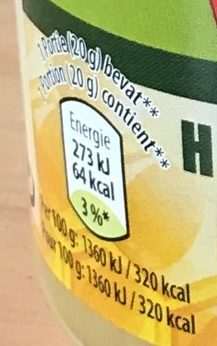 1 Portie (20 g) bevat**
1 Portion (20 g) contient**
Energie
273 kJ
64 kcal
3 %*
Per 100 g: 1360 kJ / 320 kcal
Pour 100 g: 1360 kJ / 320 kcal
H